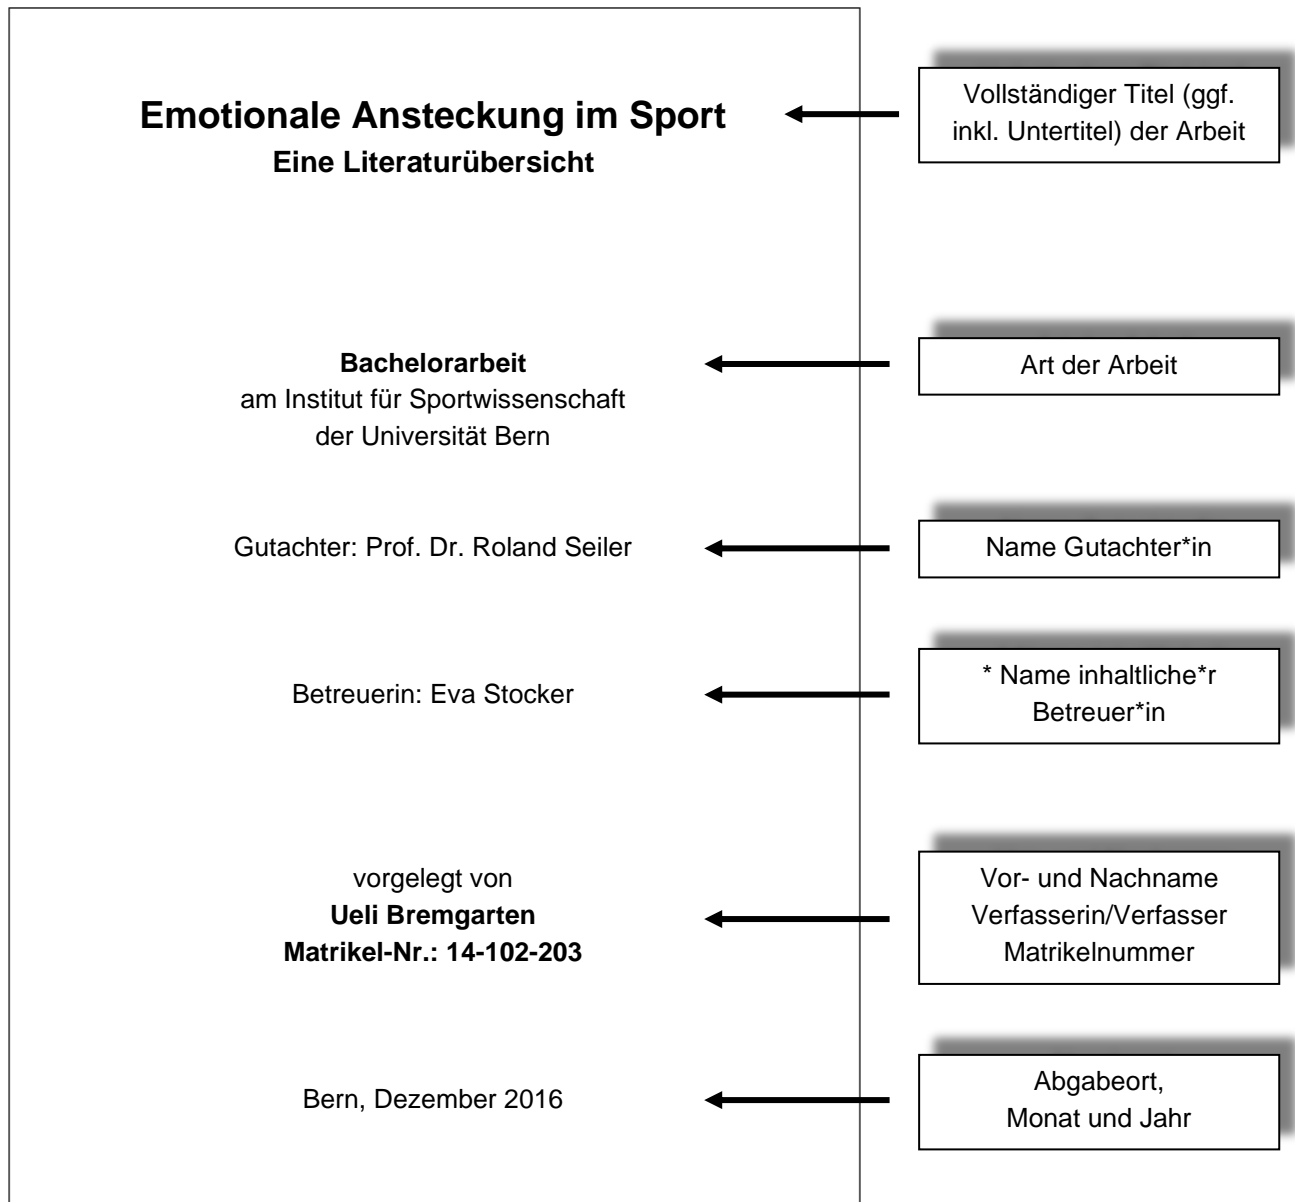 Emotionale Ansteckung im Sport
Eine Literaturübersicht
Vollständiger Titel (ggf.
inkl. Untertitel) der Arbeit
Bachelorarbeit
am Institut für Sportwissenschaft
der Universität Bern
Art der Arbeit
Gutachter: Prof. Dr. Roland Seiler
Name Gutachter*in
Betreuerin: Eva Stocker
* Name inhaltliche*r
Betreuer*in
vorgelegt von
Ueli Bremgarten
Matrikel-Nr.: 14-102-203
Vor- und Nachname
Verfasserin/Verfasser
Matrikelnummer
Bern, Dezember 2016
Abgabeort,
Monat und Jahr